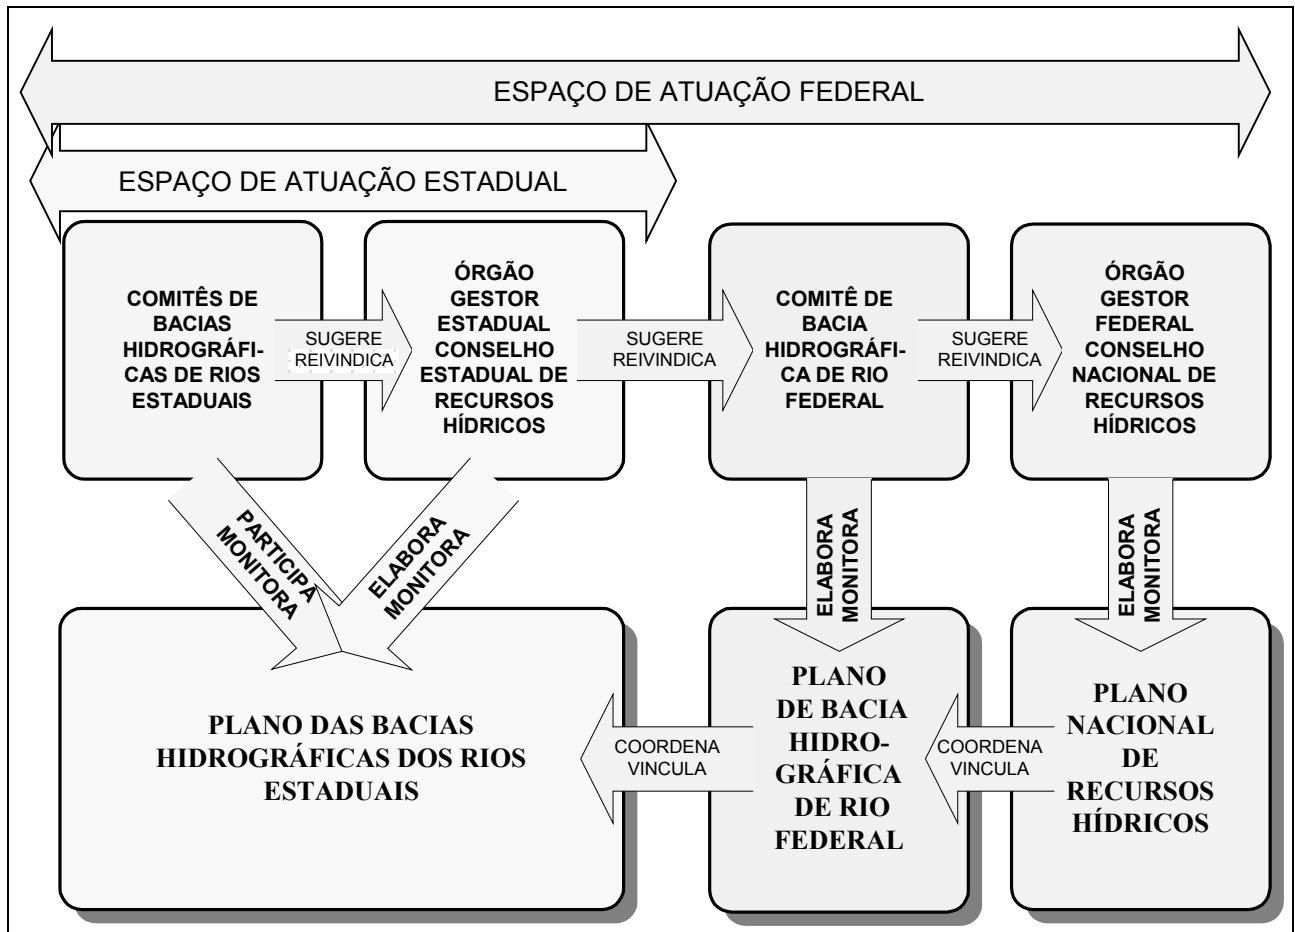 ESPAÇO DE ATUAÇÃO FEDERAL
ESPAÇO DE ATUAÇÃO ESTADUAL
COMITÊS DE
BACIAS
HIDROGRÁFI-
CAS DE RIOS
ESTADUAIS
SUGERE
REIVINDICA
ÓRGÃO
GESTOR
ESTADUAL
CONSELHO
ESTADUAL DE
RECURSOS
HÍDRICOS
SUGERE
REIVINDICA
COMITÊ DE
BACIA
HIDROGRÁFI-
CA DE RIO
FEDERAL
SUGERE
REIVINDICA
ÓRGÃO
GESTOR
FEDERAL
CONSELHO
NACIONAL DE
RECURSOS
HÍDRICOS
PARTICIPA
MONITORA
ELABORA
MONITORA
ELABORA
MONITORA
ELABORA
MONITORA
PLANO DAS BACIAS
HIDROGRÁFICAS DOS RIOS
ESTADUAIS
COORDENA
VINCULA
PLANO
DE BACIA
HIDRO-
GRÁFICA
DE RIO
FEDERAL
COORDENA
VINCULA
PLANO
NACIONAL
DE
RECURSOS
HÍDRICOS